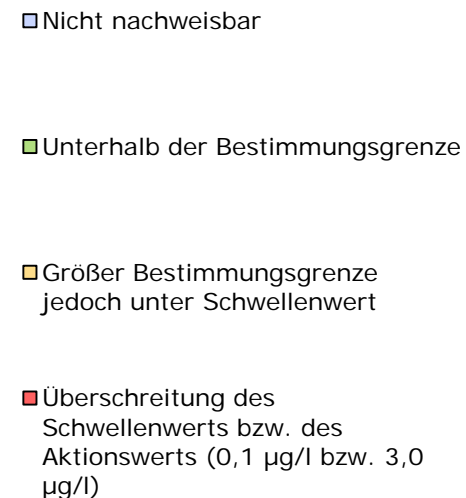 Nicht nachweisbar
Unterhalb der Bestimmungsgrenze
Größer Bestimmungsgrenze
jedoch unter Schwellenwert
Überschreitung des
Schwellenwerts bzw. des
Aktionswerts (0,1 µg/l bzw. 3,0
µg/l)